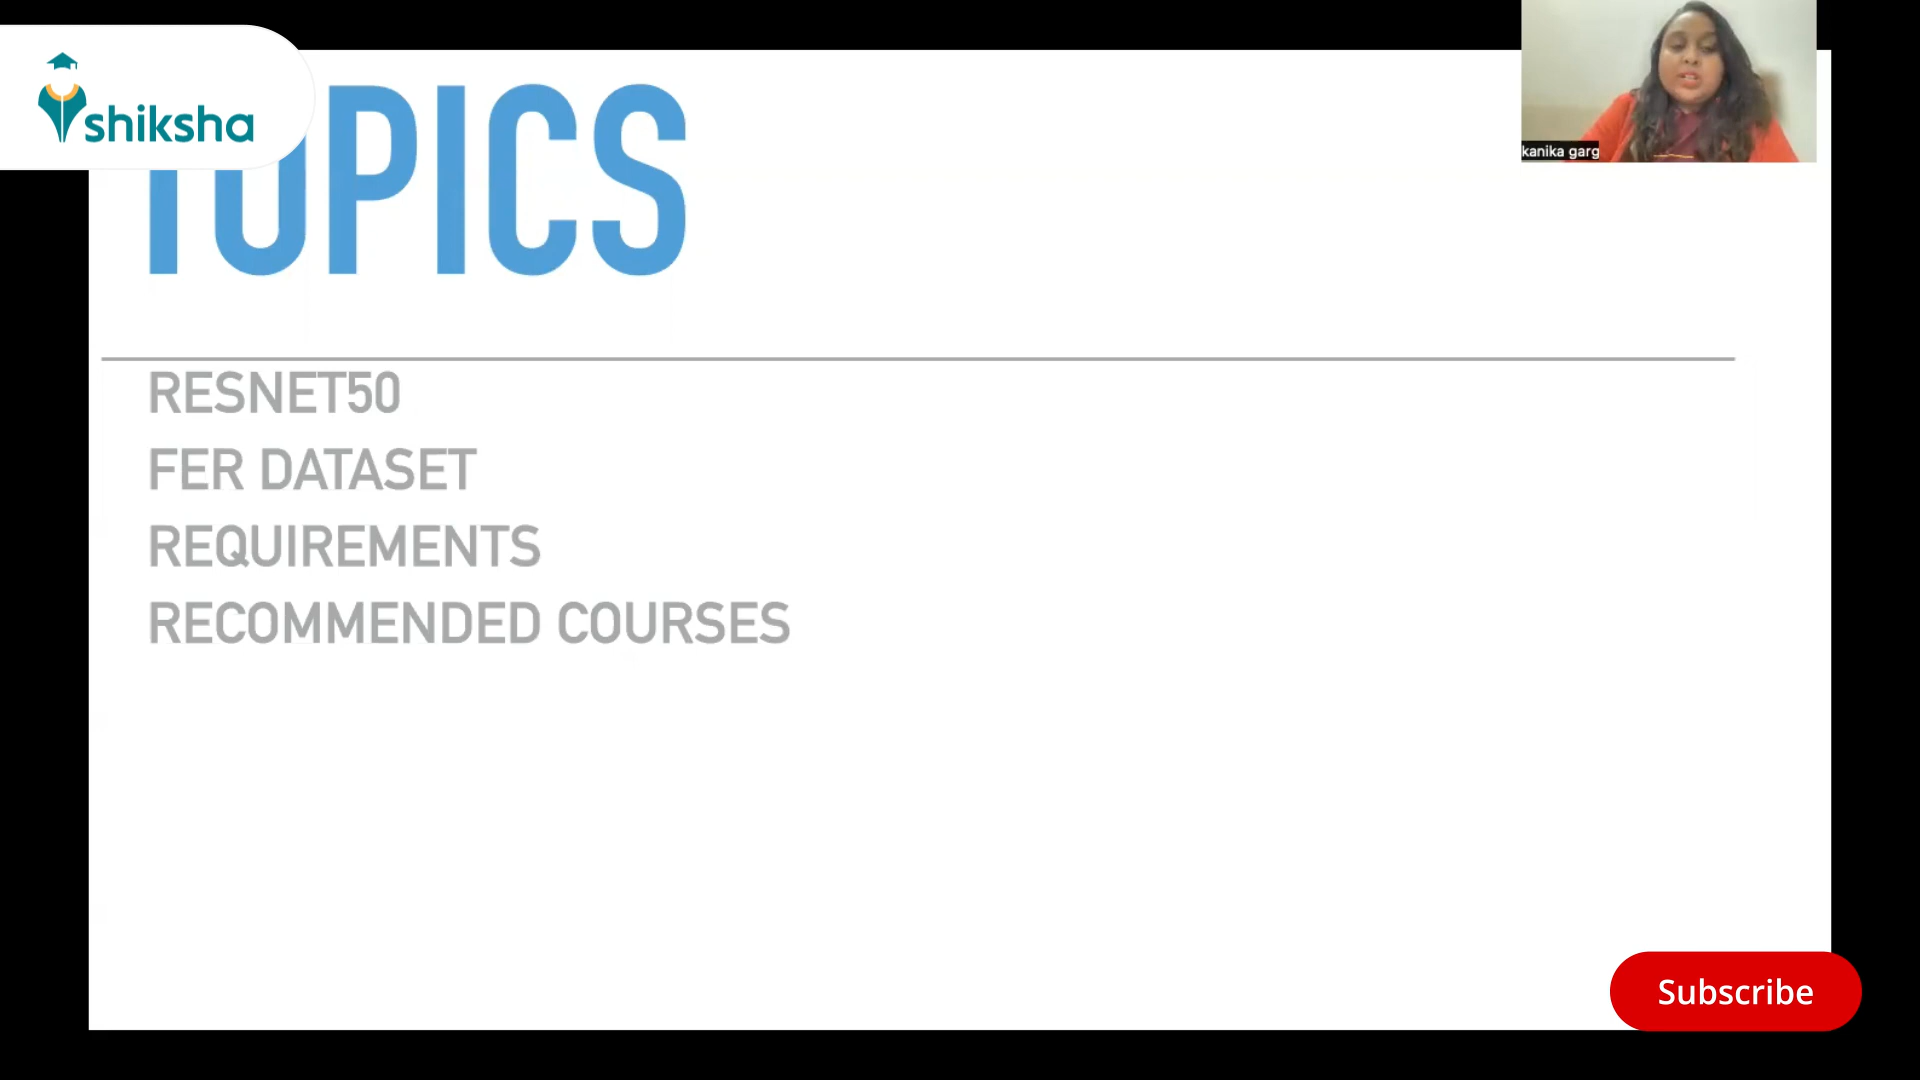 shiksha
TOPICS
kanika garg
RESNET50
FER DATASET
REQUIREMENTS
RECOMMENDED COURSES
Subscribe